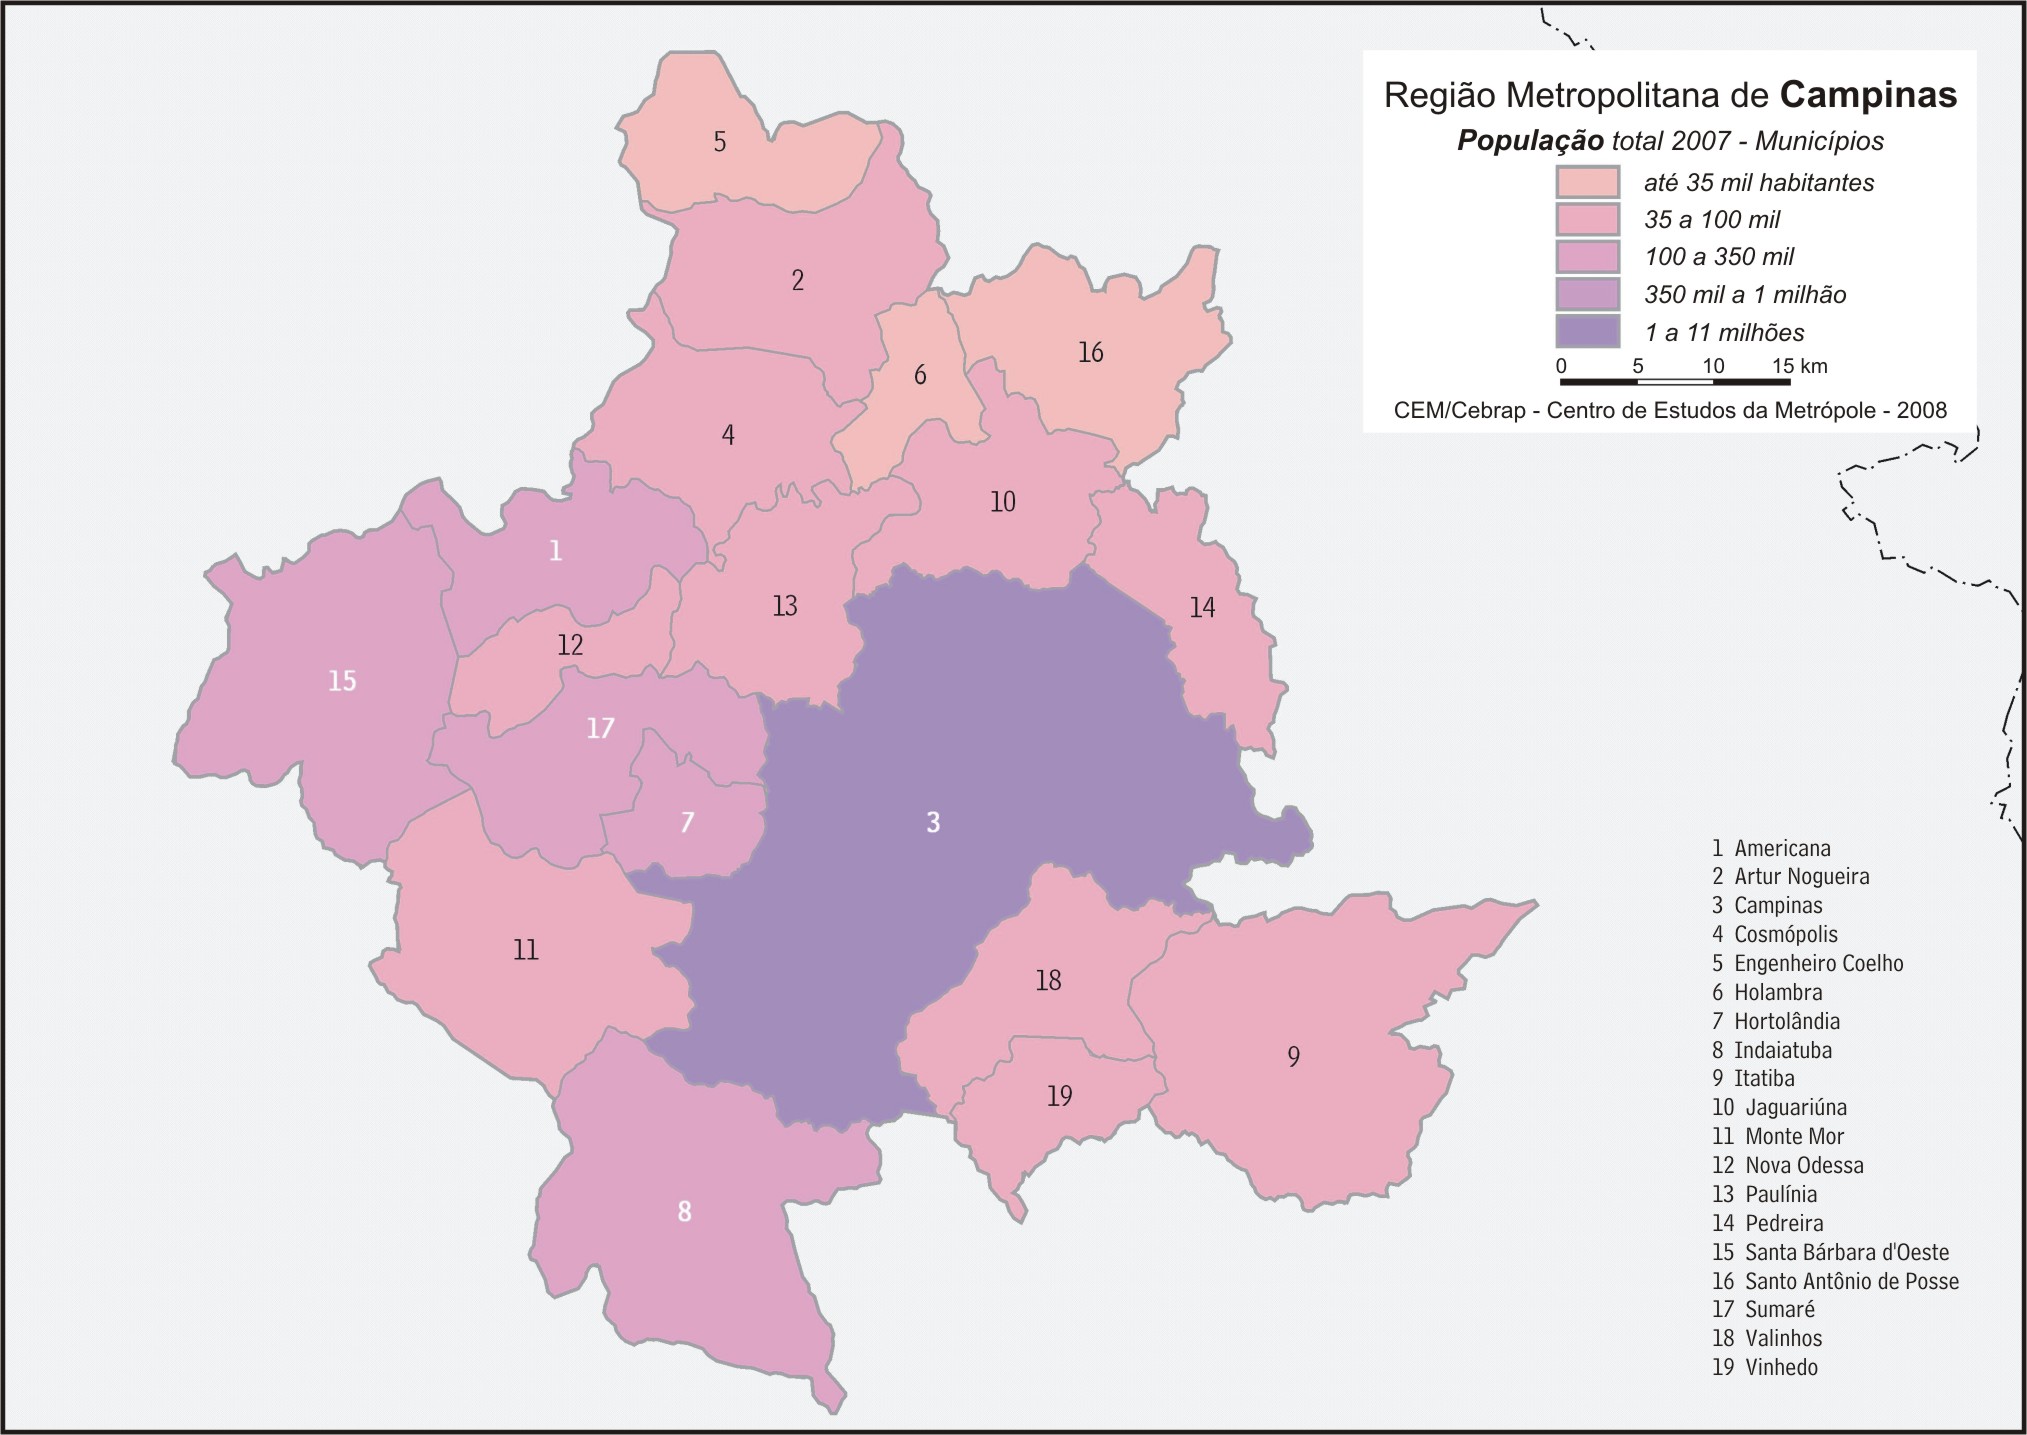 Região Metropolitana de Campinas
População total 2007 - Municípios
até 35 mil habitantes
35 a 100 mil
100 a 350 mil
350 mil a 1 milhão
1 a 11 milhões
0 5 10 15 km
CEM/Cebrap - Centro de Estudos da Metrópole - 2008
5
2
16
6
4
10
1
13
14
12
15
17
7
3
11
18
9
19
8
1 Americana
2 Artur Nogueira
3 Campinas
4 Cosmópolis
5 Engenheiro Coelho
6 Holambra
7 Hortolândia
8 Indaiatuba
9 Itatiba
10 Jaguariúna
11 Monte Mor
12 Nova Odessa
13 Paulínia
14 Pedreira
15 Santa Bárbara d'Oeste
16 Santo Antônio de Posse
17 Sumaré
18 Valinhos
19 Vinhedo